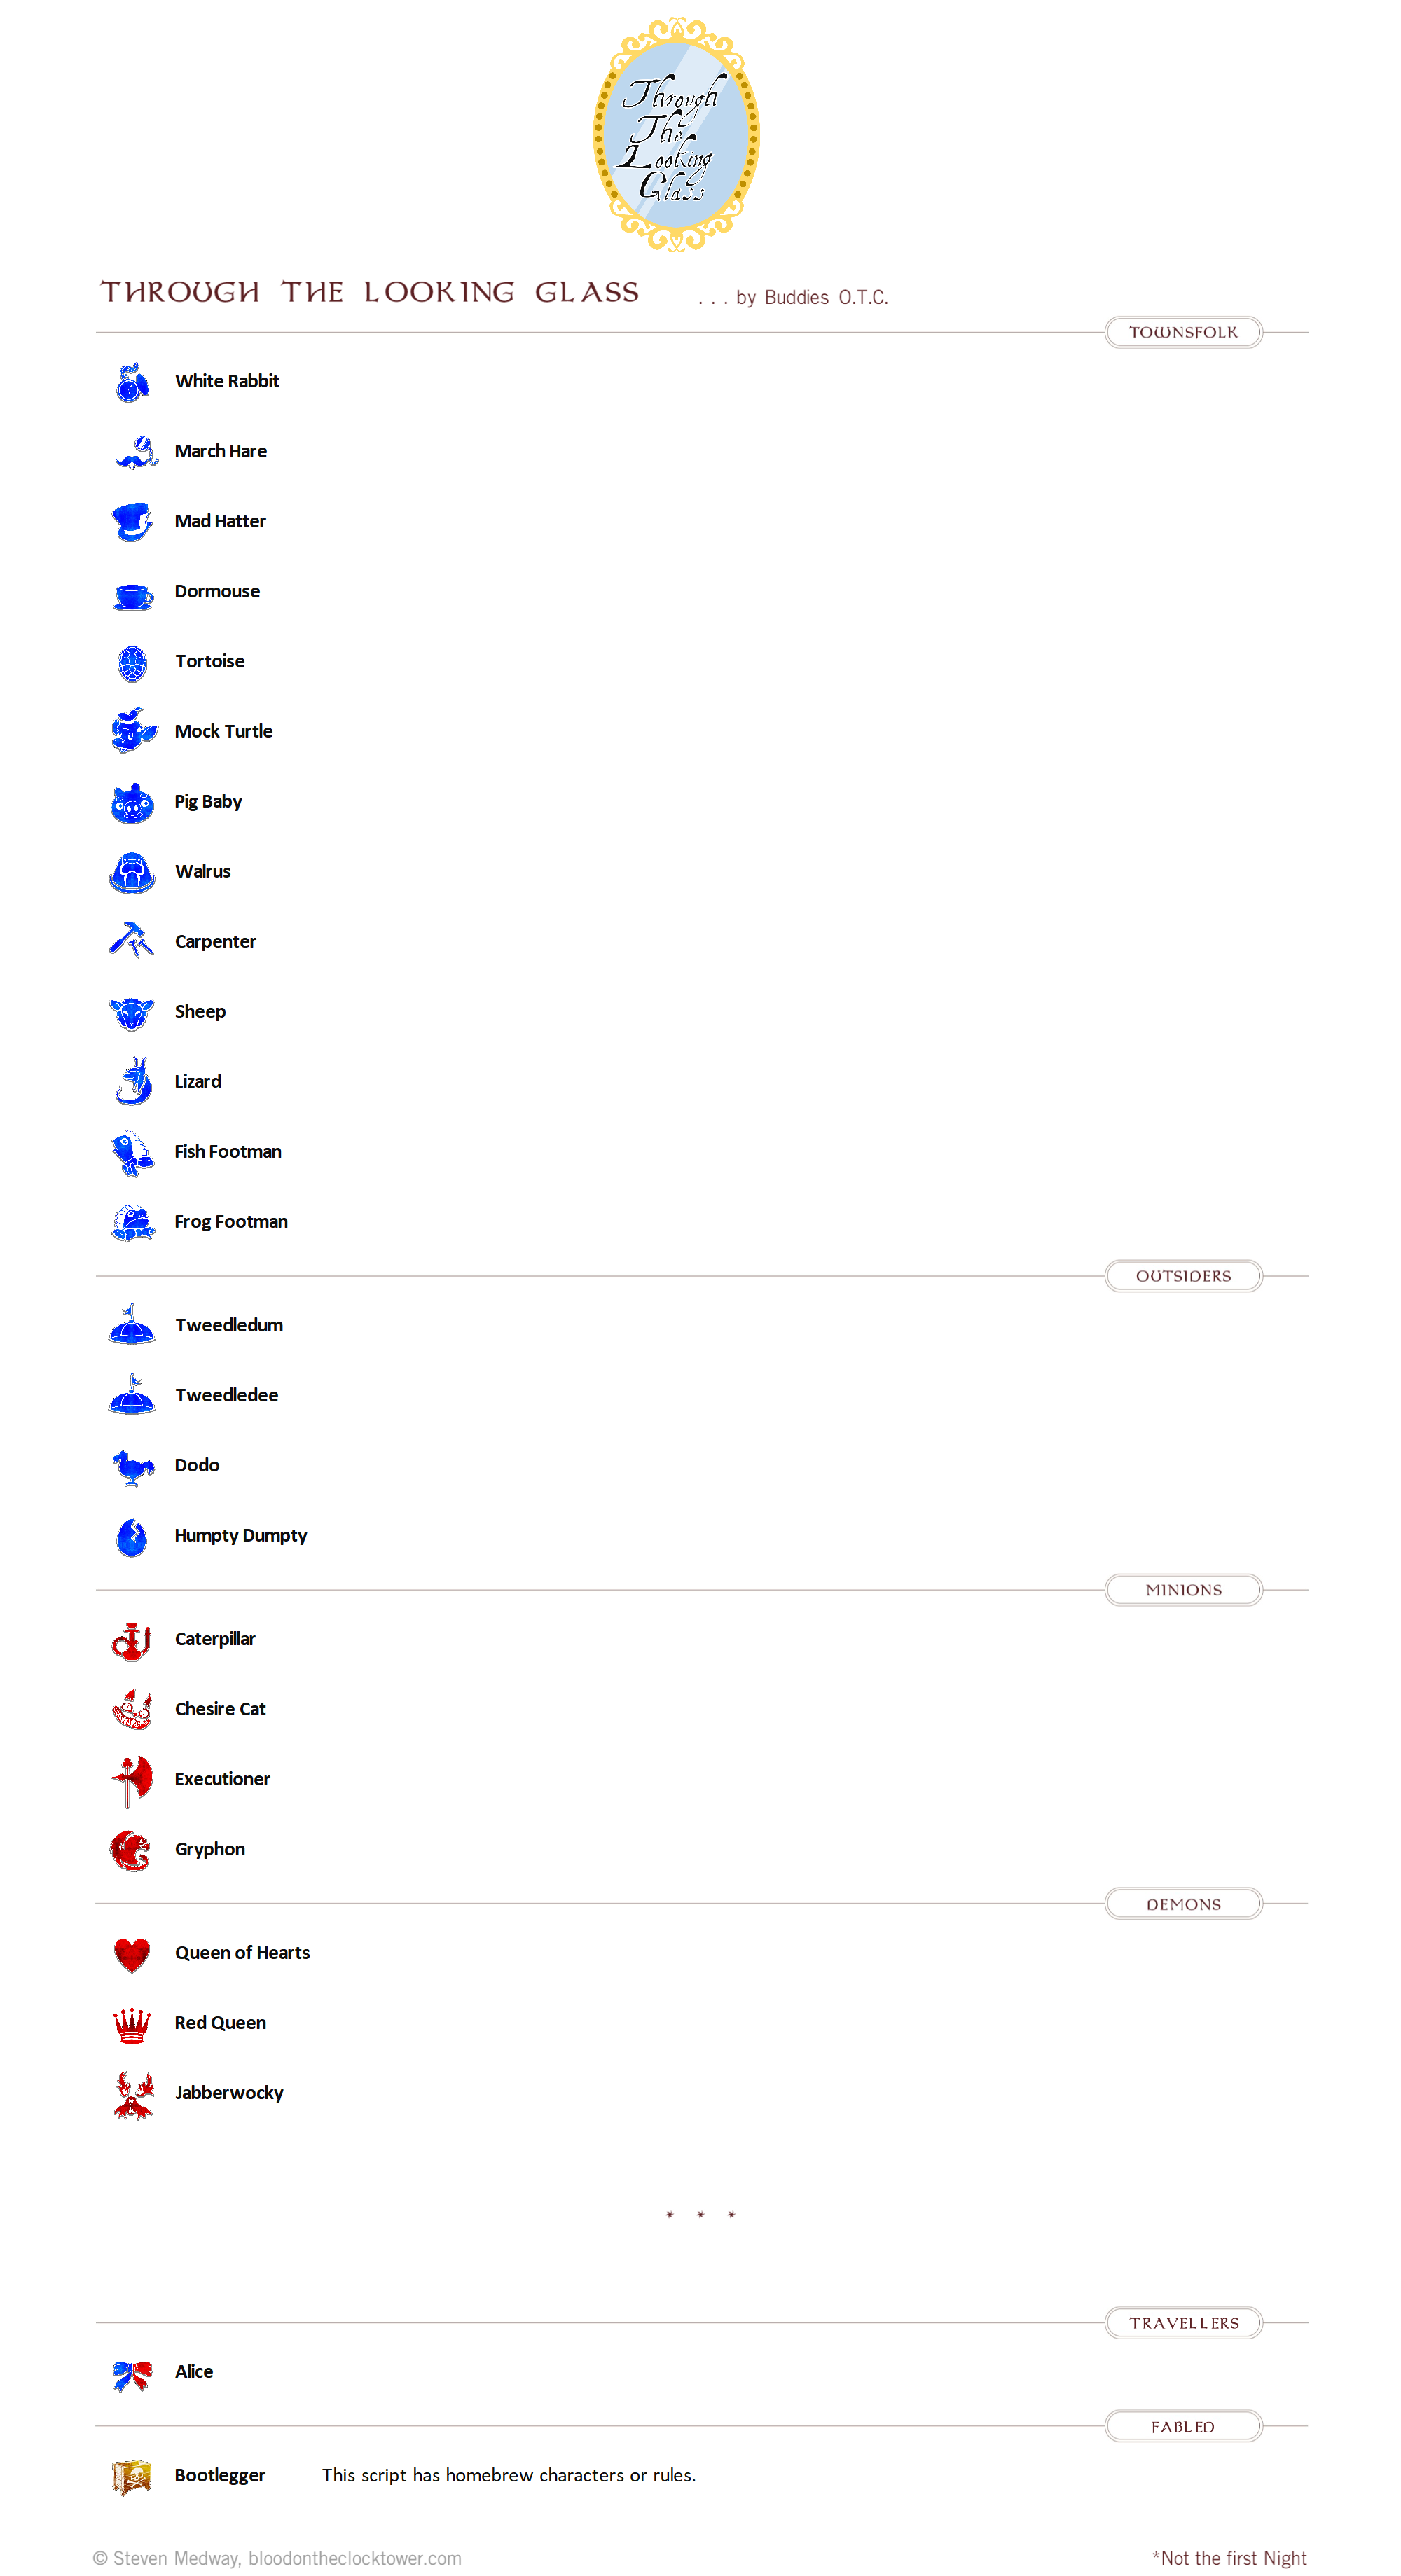 Through
The
Looking
Glass
THROUGH THE LOOKING GLASS . . . by Buddies O.T.C.
TOWNSFOLK
White Rabbit
March Hare
Mad Hatter
Dormouse
Tortoise
Mock Turtle
Pig Baby
Walrus
Carpenter
Sheep
Lizard
Fish Footman
Frog Footman
OUTSIDERS
Tweedledum
Tweedledee
Dodo
Humpty Dumpty
MINIONS
Caterpillar
Chesire Cat
Executioner
Gryphon
DEMONS
Queen of Hearts
Red Queen
Jabberwocky
* * *
TRAVELLERS
Alice
FABLED
Bootlegger This script has homebrew characters or rules.
© Steven Medway, bloodontheclocktower.com *Not the first Night